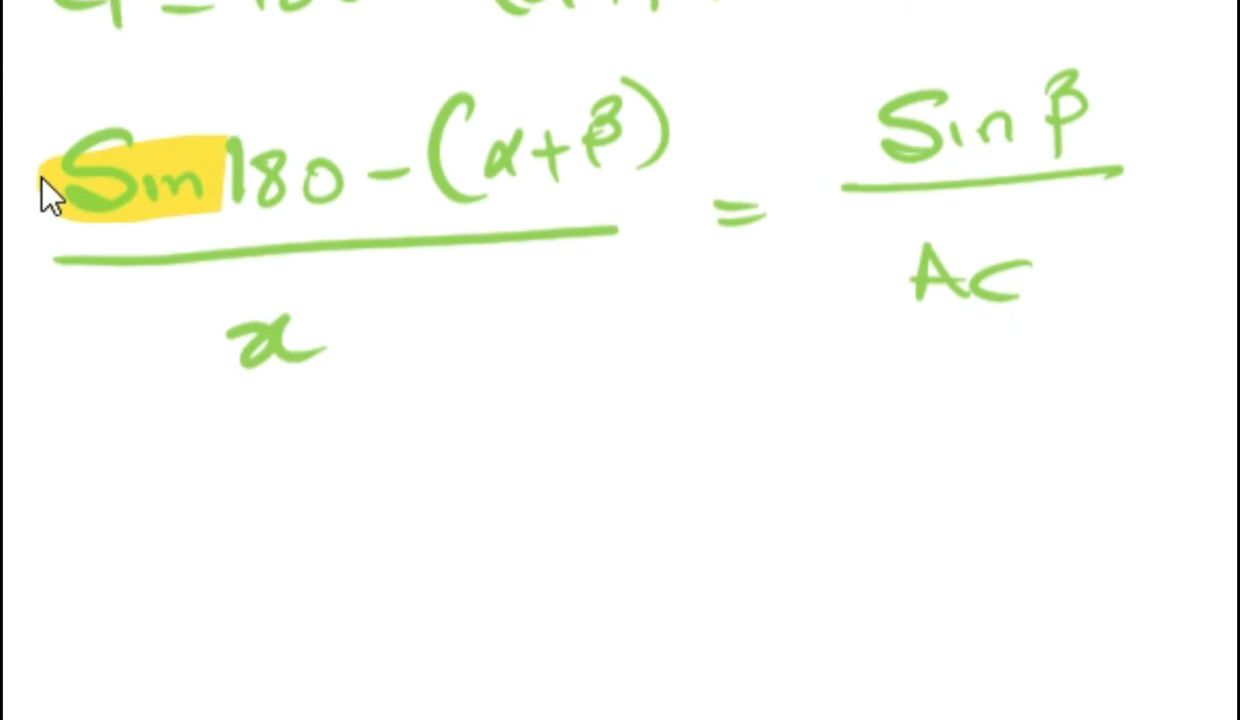 Sin 180 - (α+β) = Sin β
x AC